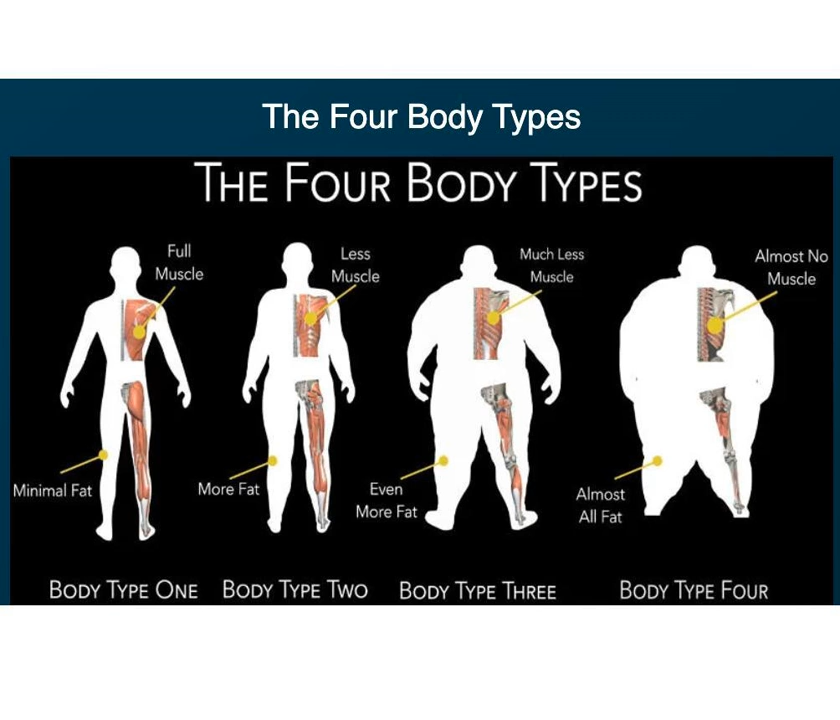 The Four Body Types
THE FOUR BODY TYPES
Full
Muscle
Less
Muscle
Much Less
Muscle
Almost No
Muscle
Minimal Fat
More Fat
Even
More Fat
Almost
All Fat
BODY TYPE ONE
BODY TYPE TWO
BODY TYPE THREE
BODY TYPE FOUR